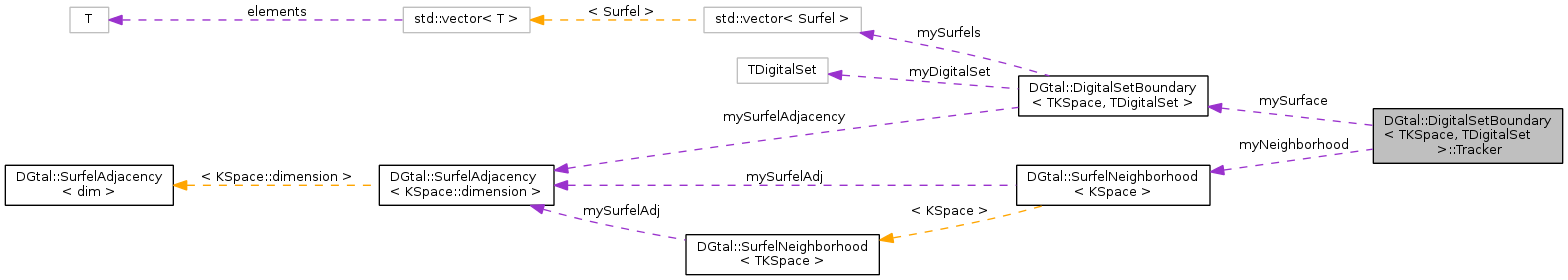 T
elements
std::vector< T >
< Surfel >
std::vector< Surfel >
mySurfels
TDigitalSet
myDigitalSet
DGtal::DigitalSetBoundary
< TKSpace, TDigitalSet >
mySurface
DGtal::DigitalSetBoundary
< TKSpace, TDigitalSet
>::Tracker
mySurfelAdjacency
myNeighborhood
DGtal::SurfelAdjacency
< dim >
< KSpace::dimension >
DGtal::SurfelAdjacency
< KSpace::dimension >
mySurfelAdj
DGtal::SurfelNeighborhood
< KSpace >
mySurfelAdj
< KSpace >
DGtal::SurfelNeighborhood
< TKSpace >